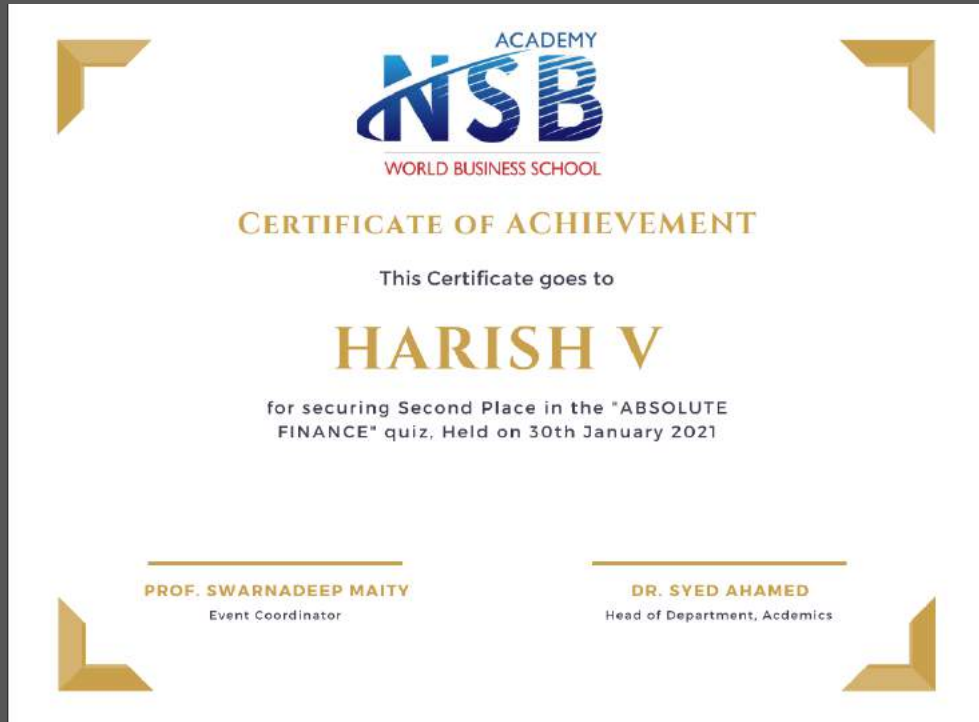 ACADEMY
NSB
WORLD BUSINESS SCHOOL
CERTIFICATE OF ACHIEVEMENT
This Certificate goes to
HARISH V
for securing Second Place in the "ABSOLUTE
FINANCE" quiz, Held on 30th January 2021
PROF. SWARNADEEP MAITY
Event Coordinator
DR. SYED AHAMED
Head of Department, Acdemics